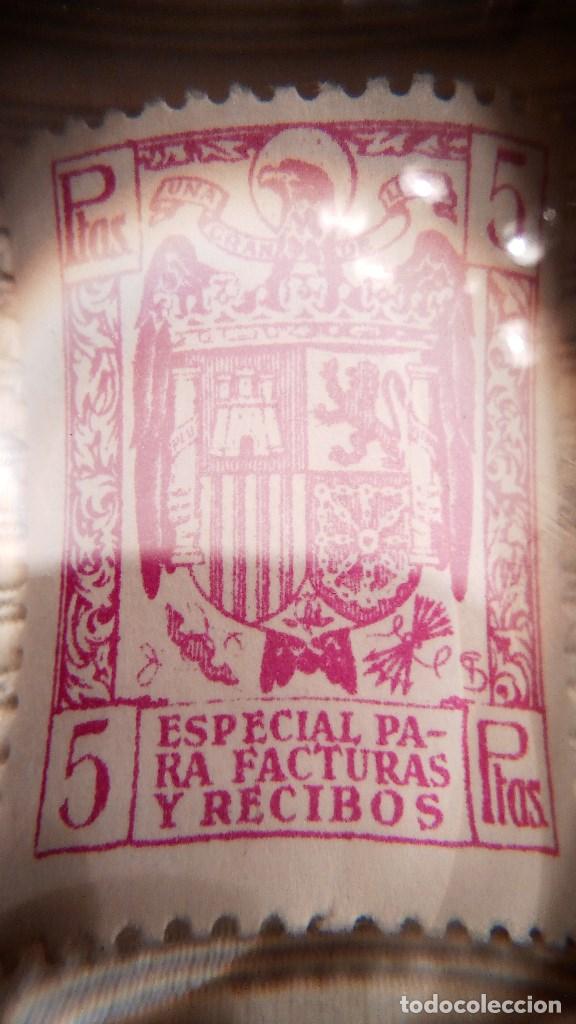 Ptas
5
UNA
GRANDE
5
ESPECIAL PA-
RA FACTURAS
Y RECIBOS
Ptas.
todocoleccion